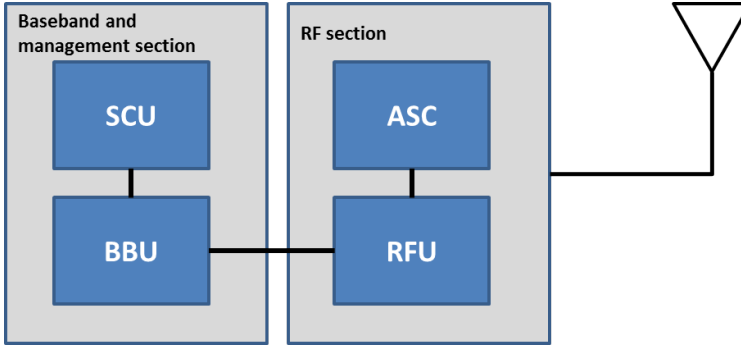 Baseband and
management section
RF section
SCU
ASC
BBU
RFU